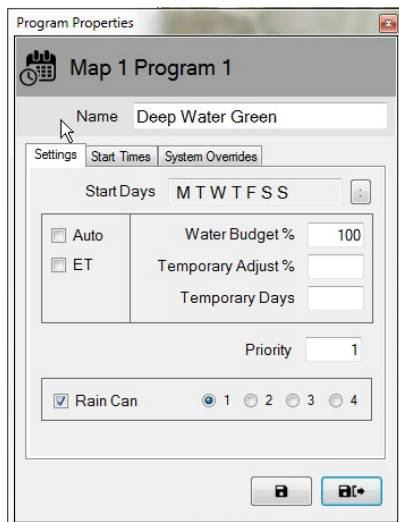 Program Properties
Map 1 Program 1
Name Deep Water Green
Settings Start Times System Overrides
Start Days M T W T F S S :
Auto Water Budget % 100
ET Temporary Adjust %
Temporary Days
Priority 1
Rain Can 1 2 3 4